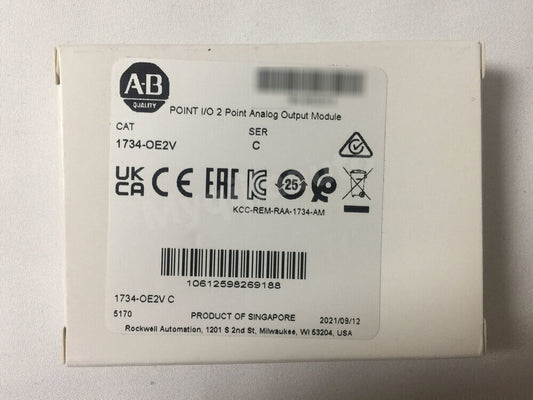 A-B
QUALITY
POINT I/O 2 Point Analog Output Module
CAT SER
1734-OE2V C
UK CA CE EAC 25
KCC-REM-RAA-1734-AM
10612598269188
1734-OE2V C
5170 PRODUCT OF SINGAPORE 2021/09/12
Rockwell Automation, 1201 S 2nd St, Milwaukee, WI 53204, USA